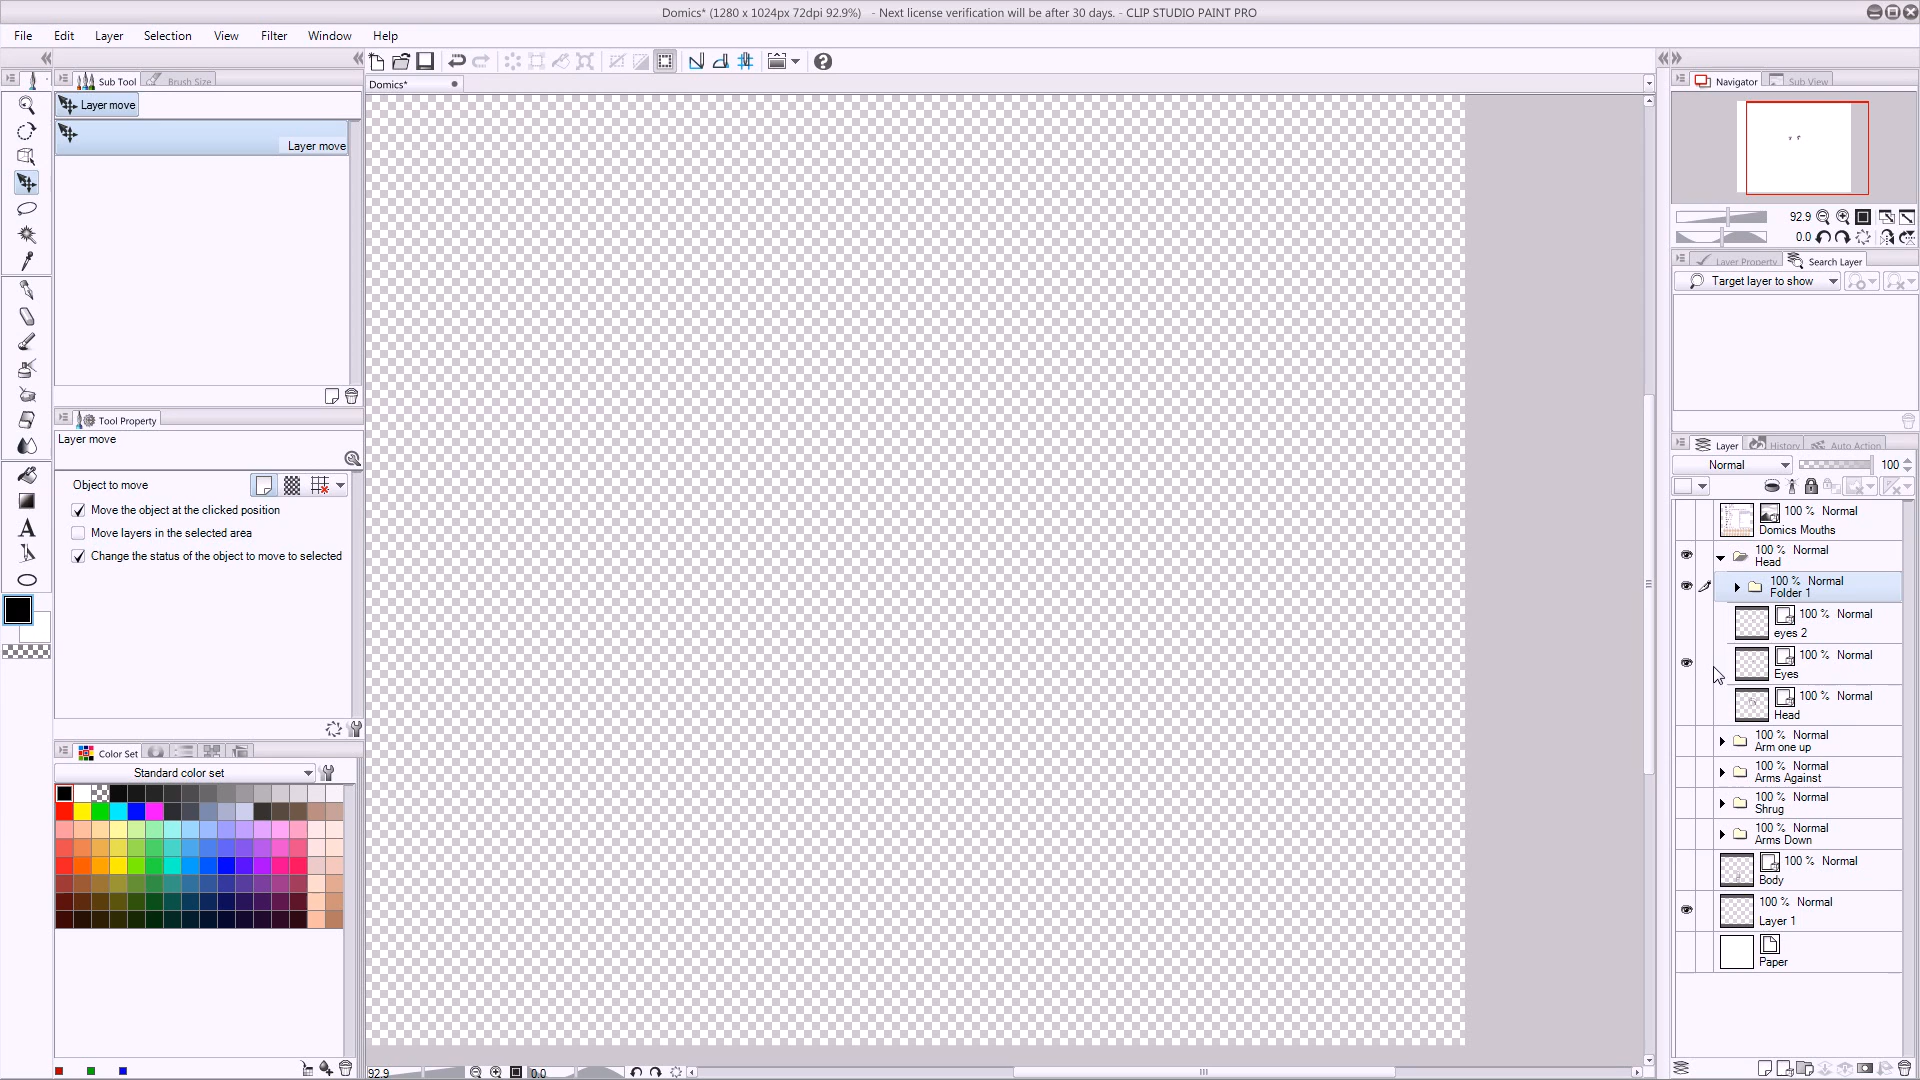 Domics* (1280 x 1024px 72dpi 92.9%) - Next license verification will be after 30 days. - CLIP STUDIO PAINT PRO
File Edit Layer Selection View Filter Window Help
Sub Tool Brush Size
Layer move
Layer move
Tool Property
Layer move
Object to move
Move the object at the clicked position
Move layers in the selected area
Change the status of the object to move to selected
Color Set
Standard color set
Domics*
92.9 0.0
Navigator Sub View
92.9
0.0
Layer Property Search Layer
Target layer to show
Layer History Auto Action
Normal 100
100 % Normal
Domics Mouths
100 % Normal
Head
100 % Normal
Folder 1
100 % Normal
eyes 2
100 % Normal
Eyes
100 % Normal
Head
100 % Normal
Arm one up
100 % Normal
Arms Against
100 % Normal
Shrug
100 % Normal
Arms Down
100 % Normal
Body
100 % Normal
Layer 1
Paper